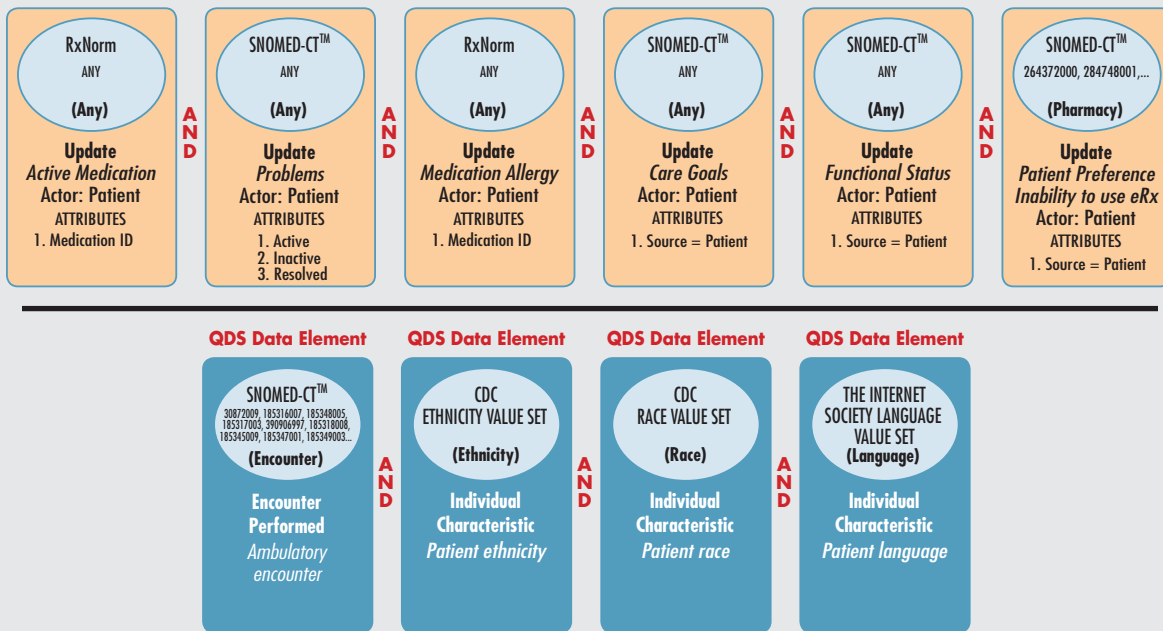 RxNorm
ANY
(Any)
Update
Active Medication
Actor: Patient
ATTRIBUTES
1. Medication ID
AND
SNOMED-CT™
ANY
(Any)
Update
Problems
Actor: Patient
ATTRIBUTES
1. Active
2. Inactive
3. Resolved
AND
RxNorm
ANY
(Any)
Update
Medication Allergy
Actor: Patient
ATTRIBUTES
1. Medication ID
AND
SNOMED-CT™
ANY
(Any)
Update
Care Goals
Actor: Patient
ATTRIBUTES
1. Source = Patient
AND
SNOMED-CT™
ANY
(Any)
Update
Functional Status
Actor: Patient
ATTRIBUTES
1. Source = Patient
AND
SNOMED-CT™
264372000, 284748001,...
(Pharmacy)
Update
Patient Preference
Inability to use eRx
Actor: Patient
ATTRIBUTES
1. Source = Patient
QDS Data Element
SNOMED-CT™
30872009, 185316007, 185348005,
185317003, 390906997, 185318008,
185345009, 185347001, 185349003...
(Encounter)
Encounter
Performed
Ambulatory
encounter
AND
QDS Data Element
CDC
ETHNICITY VALUE SET
(Ethnicity)
Individual
Characteristic
Patient ethnicity
AND
QDS Data Element
CDC
RACE VALUE SET
(Race)
Individual
Characteristic
Patient race
AND
QDS Data Element
THE INTERNET
SOCIETY LANGUAGE
VALUE SET
(Language)
Individual
Characteristic
Patient language